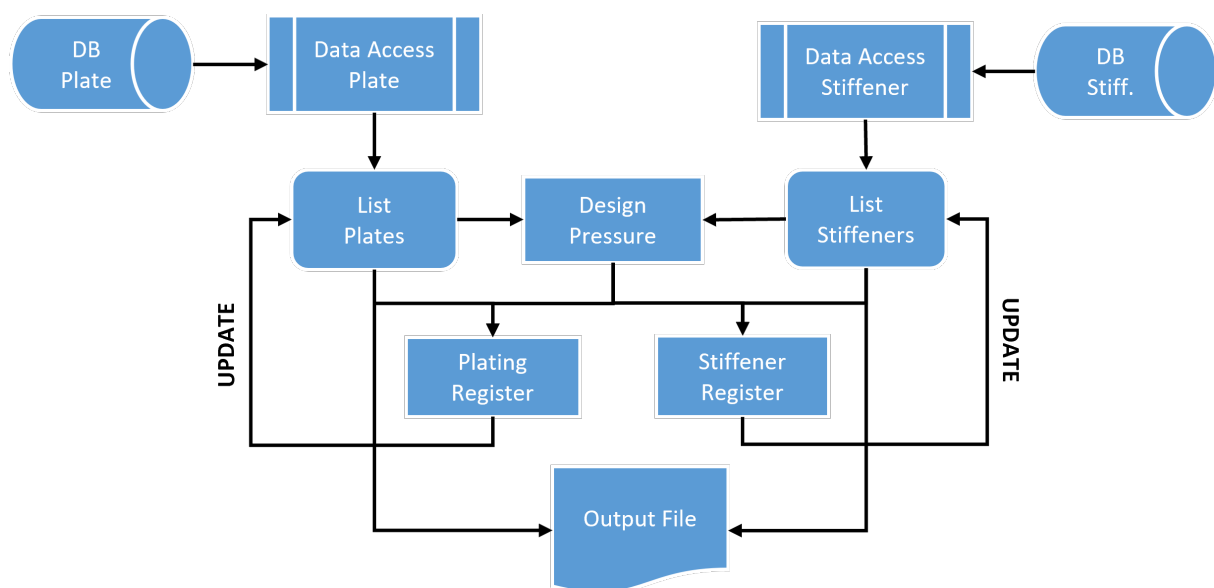 DB
Plate
Data Access
Plate
Data Access
Stiffener
DB
Stiff.
List
Plates
Design
Pressure
List
Stiffeners
UPDATE
UPDATE
Plating
Register
Stiffener
Register
Output File